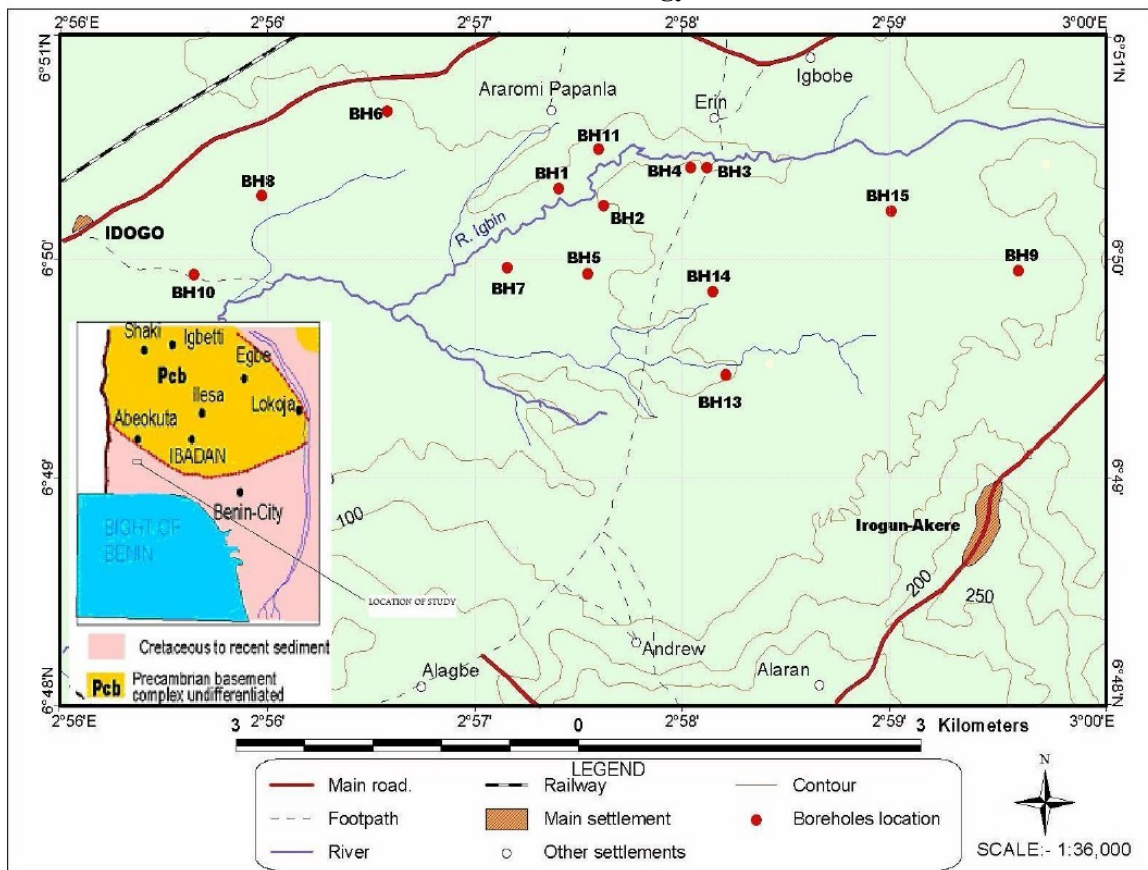 2°56'E 2°56' 2°57' 2°58' 2°59' 3°00'E
6°51'N 6°51'N
Igbobe
Araromi Papanla
Erin
BH6
BH11
BH4 BH3
BH1
BH8
BH2
BH15
R. Igbin
IDOGO
6°50' 6°50'
BH5
BH9
BH14
BH10
BH7
BH13
Shaki Igbetti
Egbe
Pcb
Ilesa
Lokoja
Abeokuta
IBADAN
Benin-City
BIGHT OF
BENIN
LOCATION OF STUDY
Cretaceous to recent sediment
Pcb Precambrian basement
complex undifferentiated
6°49' 6°49'
100
Irogun-Akere
200
250
Andrew
Alagbe
Alaran
6°48'N 6°48'N
2°56'E 2°56' 2°57' 2°58' 2°59' 3°00'E
3 0 3 Kilometers
LEGEND
Main road. Railway Contour
Footpath Main settlement Boreholes location
River Other settlements
N
SCALE:- 1:36,000